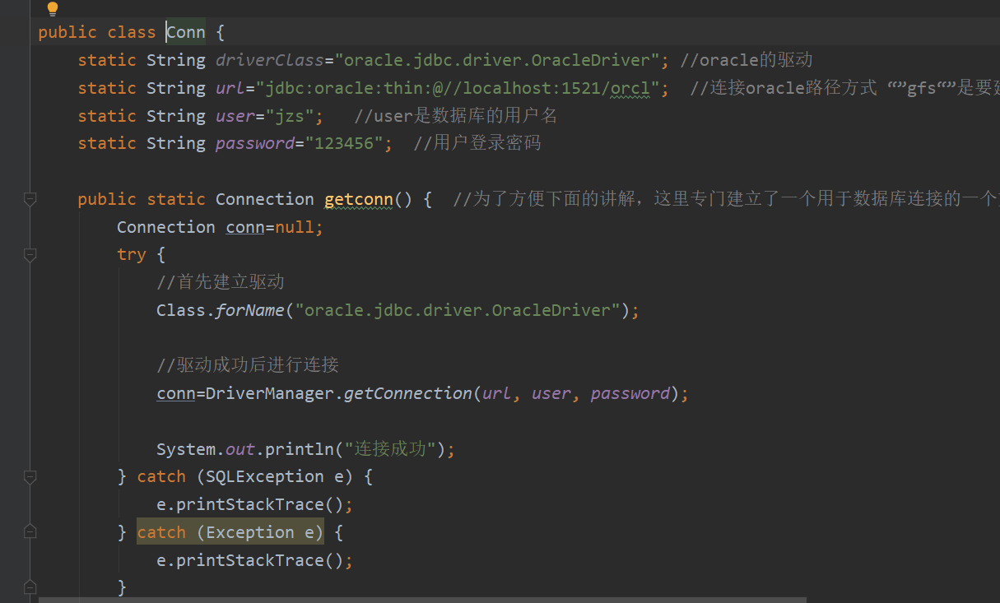 public class Conn {
static String driverClass="oracle.jdbc.driver.OracleDriver"; //oracle的驱动
static String url="jdbc:oracle:thin:@//localhost:1521/orcl"; //连接oracle路径方式 “”gfs“”是要
static String user="jzs"; //user是数据库的用户名
static String password="123456"; //用户登录密码
public static Connection getconn() { //为了方便下面的讲解，这里专门建立了一个用于数据库连接的一个
Connection conn=null;
try {
//首先建立驱动
Class.forName("oracle.jdbc.driver.OracleDriver");
//驱动成功后进行连接
conn=DriverManager.getConnection(url, user, password);
System.out.println("连接成功");
} catch (SQLException e) {
e.printStackTrace();
} catch (Exception e) {
e.printStackTrace();
}